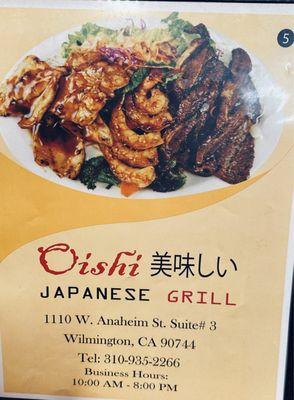 5
Oishi 美味しい
JAPANESE GRILL
1110 W. Anaheim St. Suite# 3
Wilmington, CA 90744
Tel: 310-935-2266
Business Hours:
10:00 AM - 8:00 PM